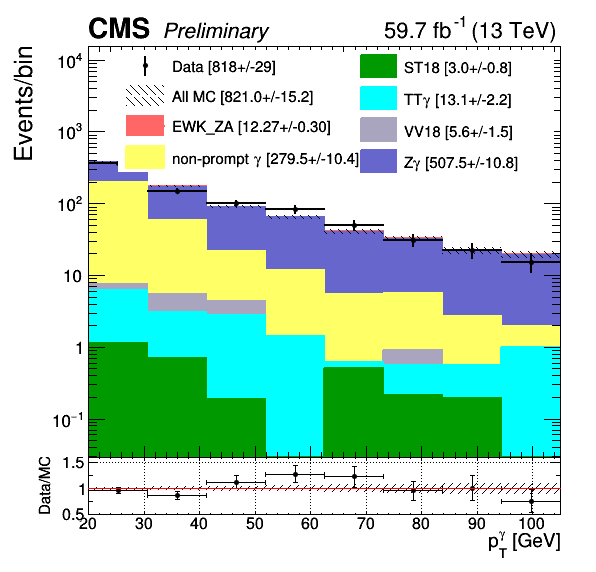 CMS Preliminary 59.7 fb⁻¹ (13 TeV)
Events/bin
Data [818+/-29]
All MC [821.0+/-15.2]
EWK_ZA [12.27+/-0.30]
non-prompt γ [279.5+/-10.4]
ST18 [3.0+/-0.8]
TTγ [13.1+/-2.2]
VV18 [5.6+/-1.5]
Zγ [507.5+/-10.8]
10⁴
10³
10²
10
1
10⁻¹
Data/MC
1.5
1
0.5
20 30 40 50 60 70 80 90 100
p_T^γ [GeV]